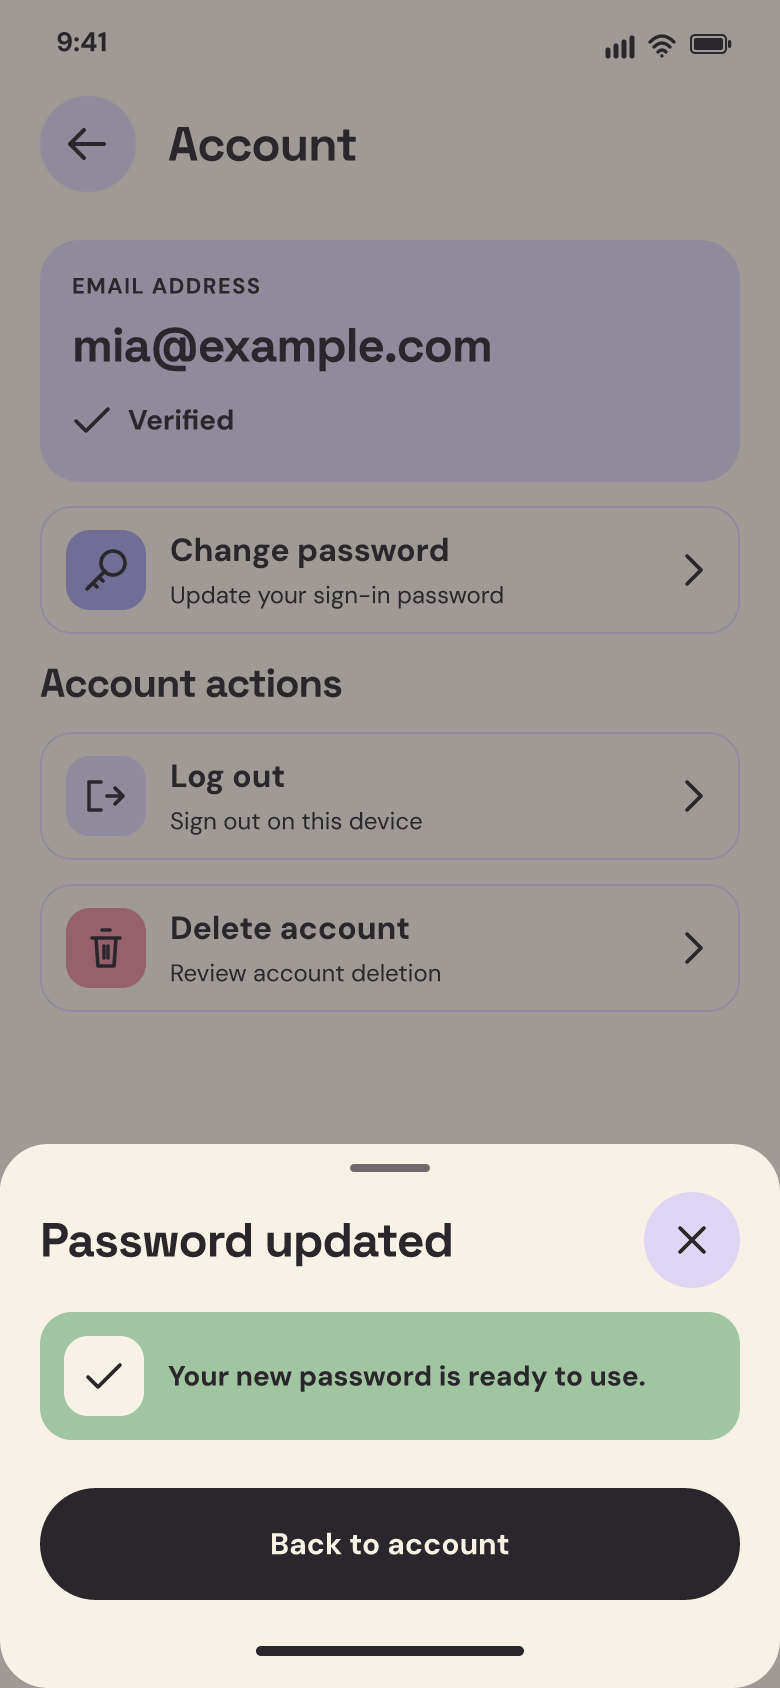 9:41
Account
EMAIL ADDRESS
mia@example.com
Verified
Change password
Update your sign-in password
Account actions
Log out
Sign out on this device
Delete account
Review account deletion
Password updated
Your new password is ready to use.
Back to account